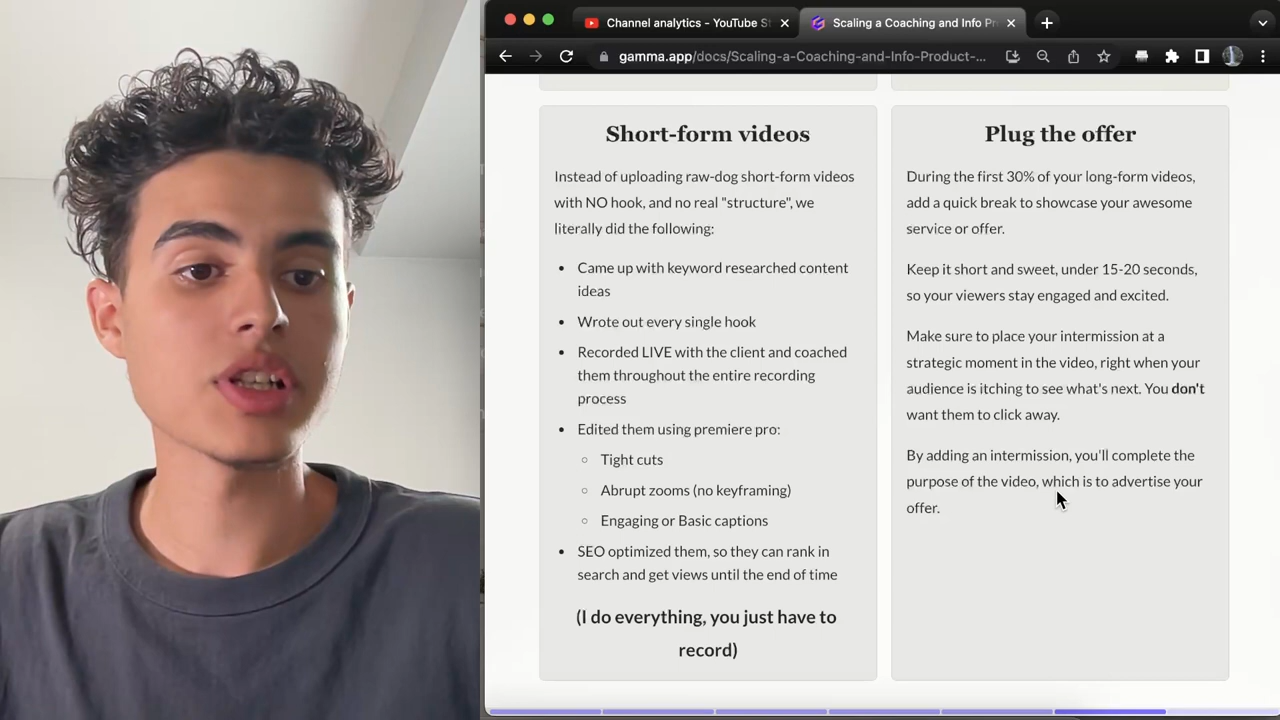 Channel analytics - YouTube S
Scaling a Coaching and Info Pr
gamma.app/docs/Scaling-a-Coaching-and-Info-Product-...
Short-form videos
Instead of uploading raw-dog short-form videos
with NO hook, and no real "structure", we
literally did the following:
• Came up with keyword researched content
ideas
• Wrote out every single hook
• Recorded LIVE with the client and coached
them throughout the entire recording
process
• Edited them using premiere pro:
○ Tight cuts
○ Abrupt zooms (no keyframing)
○ Engaging or Basic captions
• SEO optimized them, so they can rank in
search and get views until the end of time
(I do everything, you just have to
record)
Plug the offer
During the first 30% of your long-form videos,
add a quick break to showcase your awesome
service or offer.
Keep it short and sweet, under 15-20 seconds,
so your viewers stay engaged and excited.
Make sure to place your intermission at a
strategic moment in the video, right when your
audience is itching to see what's next. You don't
want them to click away.
By adding an intermission, you'll complete the
purpose of the video, which is to advertise your
offer.